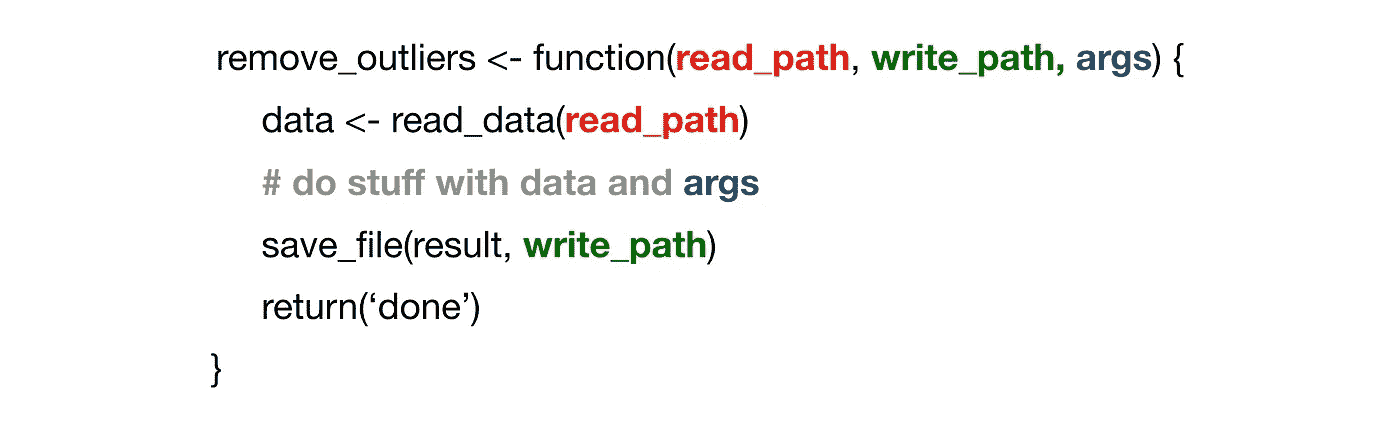 remove_outliers <- function(read_path, write_path, args) {
data <- read_data(read_path)
# do stuff with data and args
save_file(result, write_path)
return(‘done’)
}